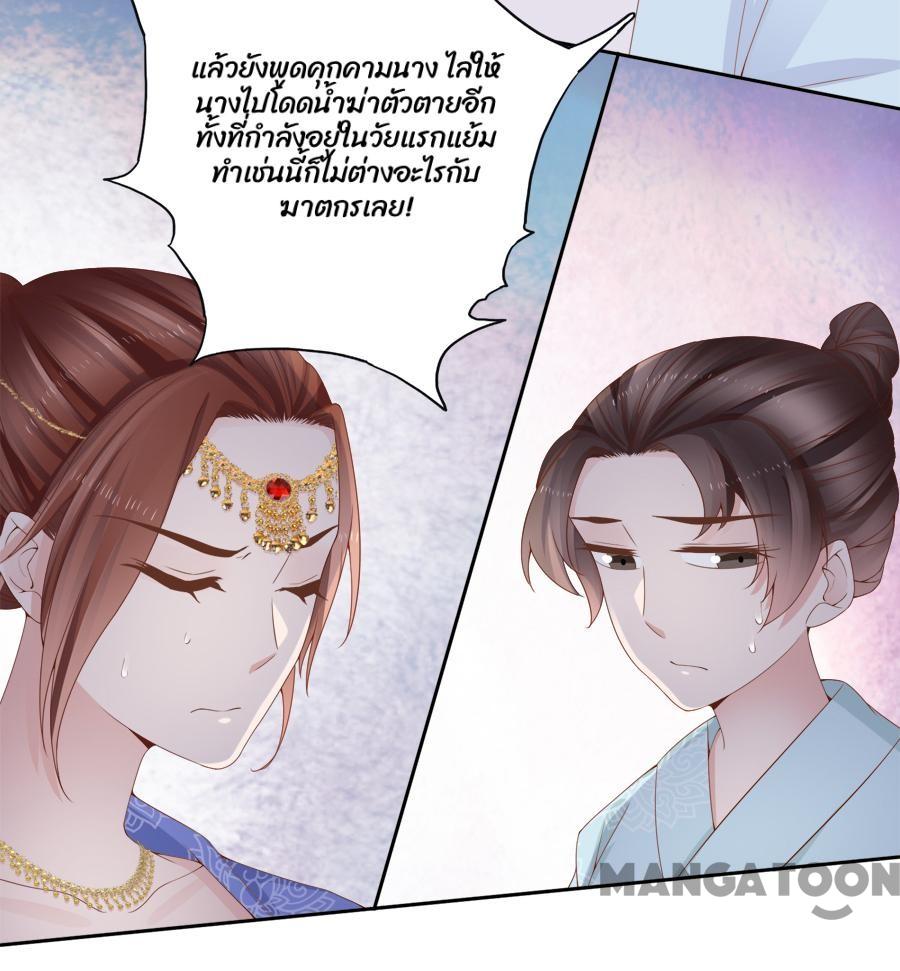 แล้วยังพูดคุกคามนาง ไล่ให้
นางไปโดดน้ำฆ่าตัวตายอีก
ทั้งที่กำลังอยู่ในวัยแรกแย้ม
ทำเช่นนี้ก็ไม่ต่างอะไรกับ
ฆาตกรเลย!
MANGA TOON